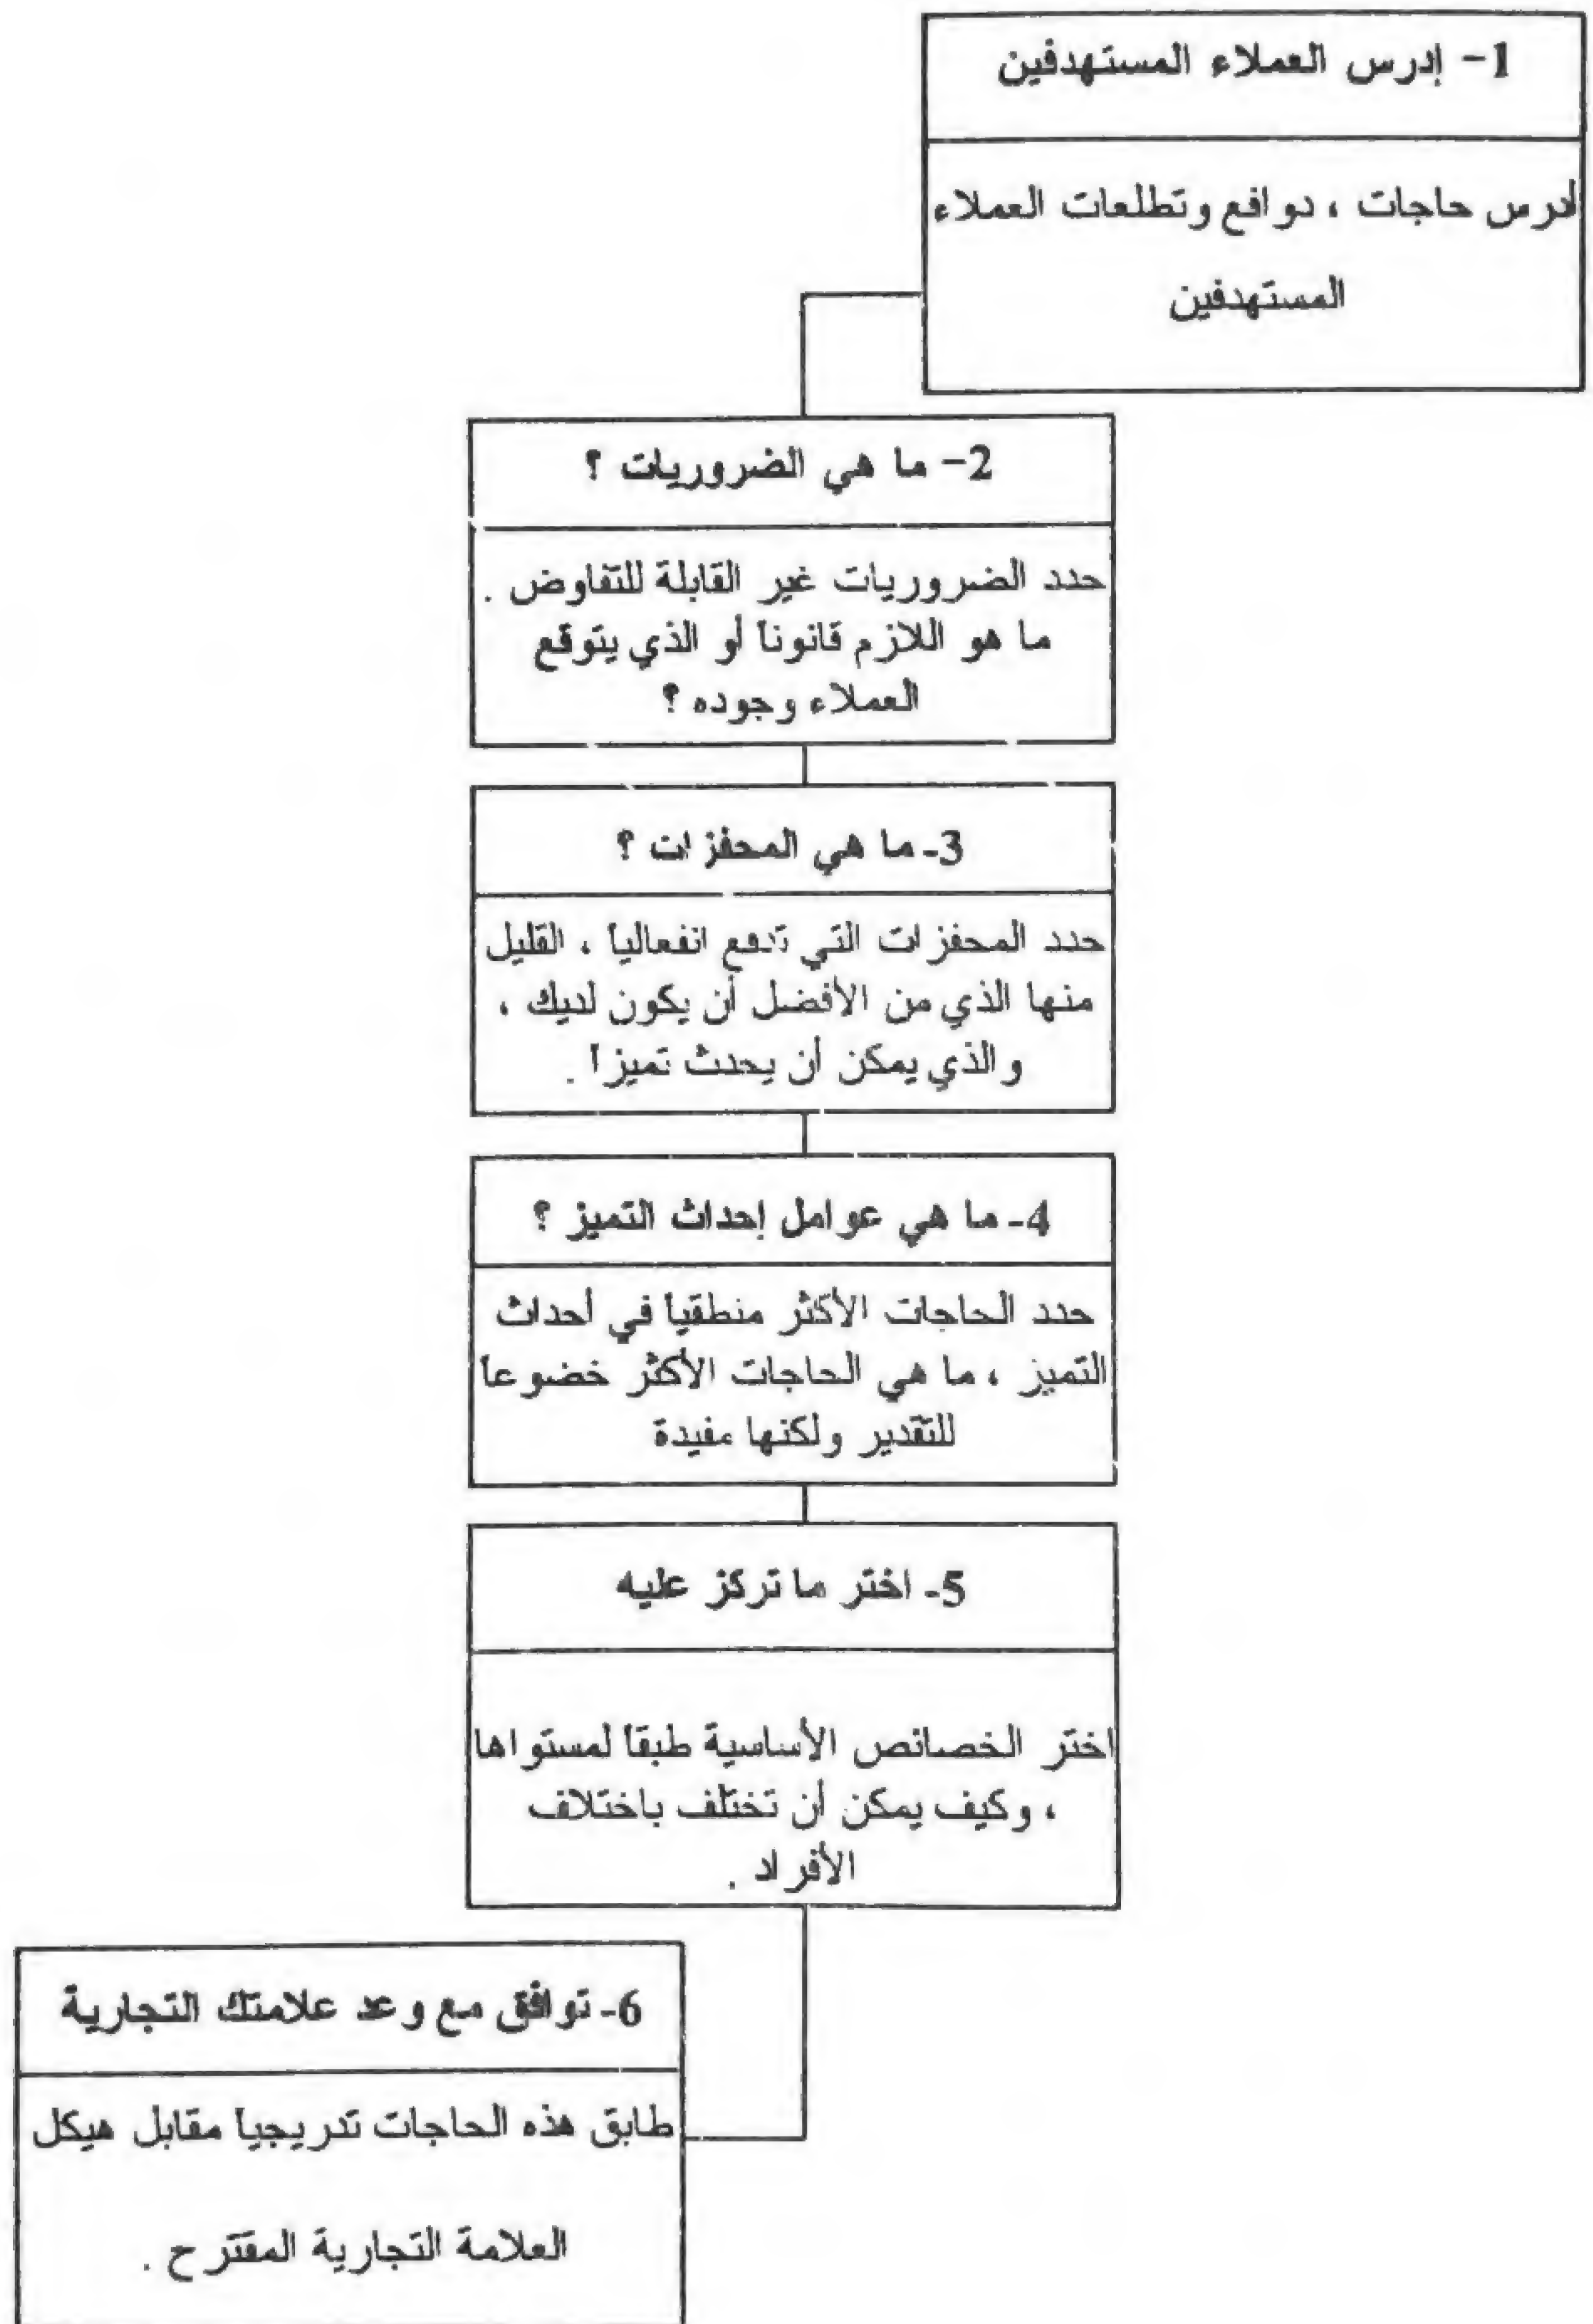 1- إدرس العملاء المستهدفين
أدرس حاجات ، دوافع وتطلعات العملاء
المستهدفين
2- ما هي الضروريات ؟
حدد الضروريات غير القابلة للتفاوض .
ما هو اللازم قانوناً أو الذي يتوقع
العملاء وجوده ؟
3- ما هي المحفزات ؟
حدد المحفزات التي تدفع انفعالياً ، القليل
منها الذي من الأفضل أن يكون لديك ،
والذي يمكن أن يحدث تميزاً .
4- ما هي عوامل إحداث التميز ؟
حدد الحاجات الأكثر منطقياً في أحداث
التميز ، ما هي الحاجات الأكثر خضوعاً
للتقدير ولكنها مفيدة
5- اختر ما تركز عليه
اختر الخصائص الأساسية طبقاً لمستواها
، وكيف يمكن أن تختلف باختلاف
الأفراد .
6- توافق مع وعد علامتك التجارية
طابق هذه الحاجات تدريجياً مقابل هيكل
العلامة التجارية المقترح .